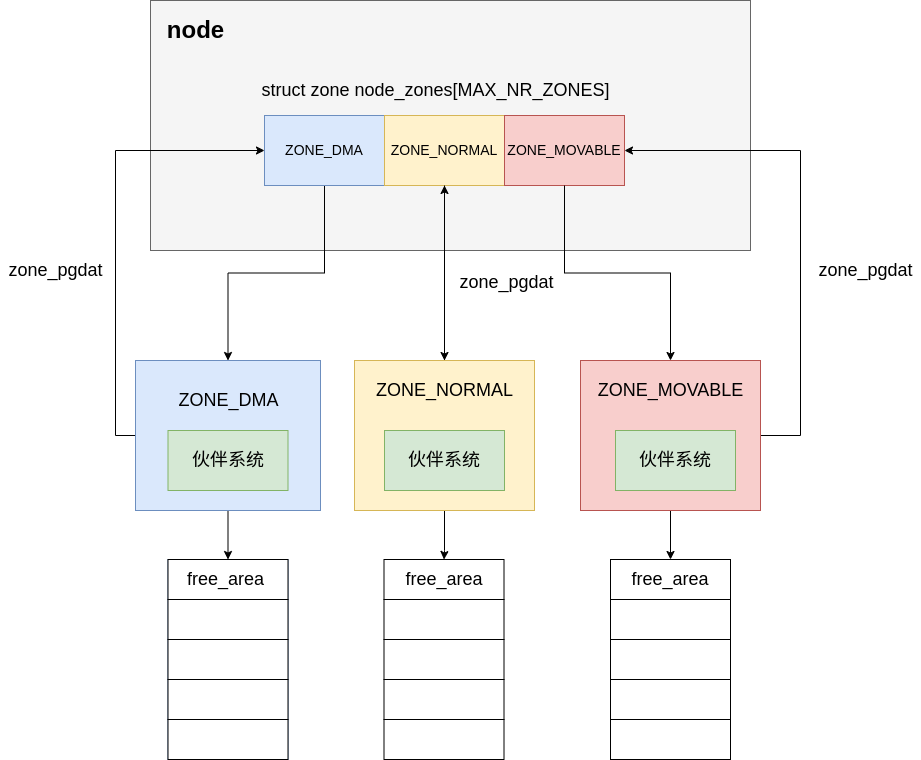 node
struct zone node_zones[MAX_NR_ZONES]
ZONE_DMA
ZONE_NORMAL
ZONE_MOVABLE
zone_pgdat
zone_pgdat
zone_pgdat
ZONE_DMA
ZONE_NORMAL
ZONE_MOVABLE
伙伴系统
伙伴系统
伙伴系统
free_area
free_area
free_area